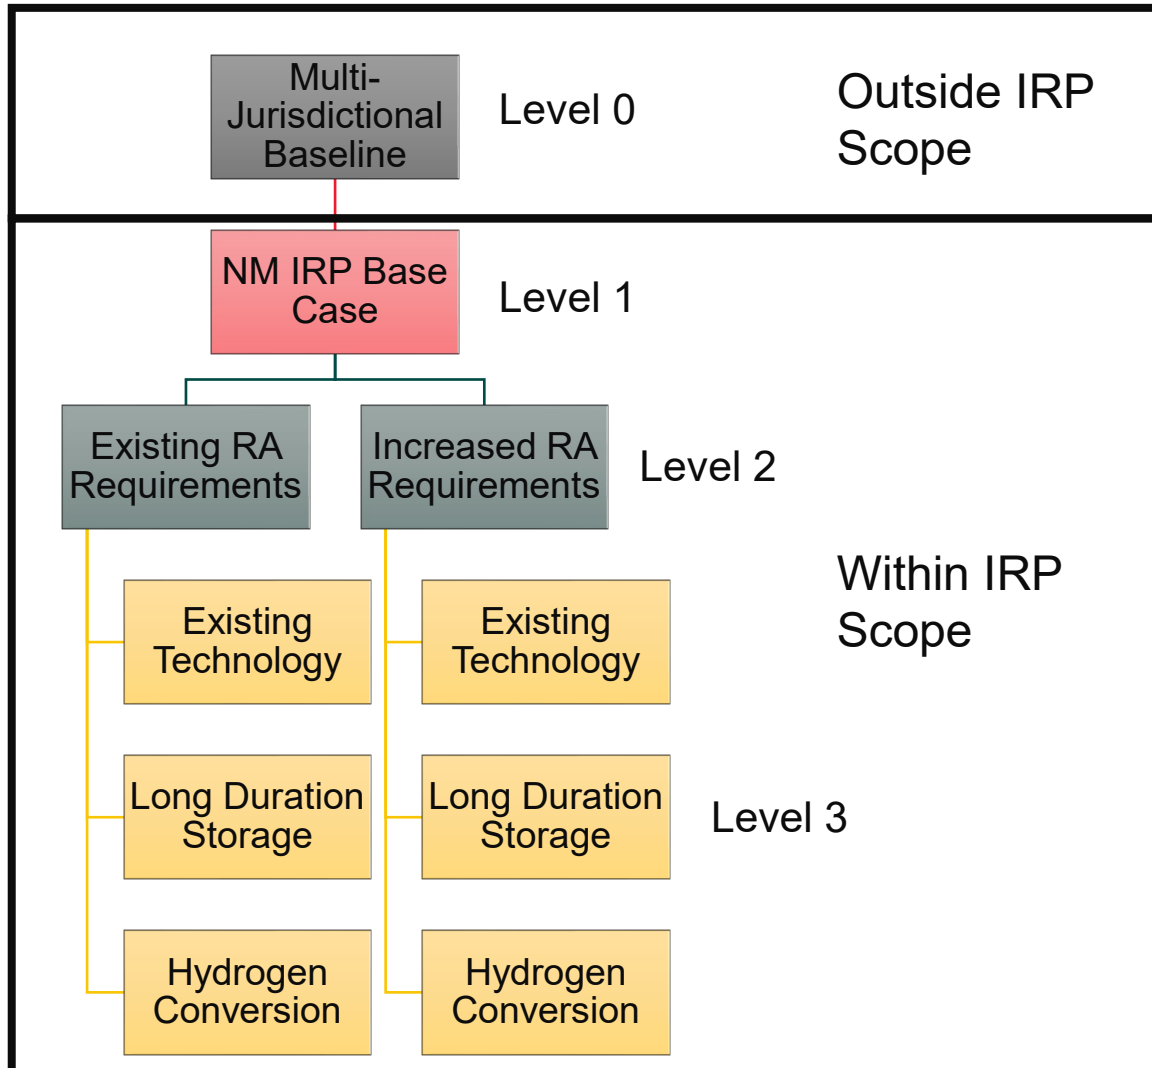 Multi-
Jurisdictional
Baseline
Level 0
Outside IRP
Scope
NM IRP Base
Case
Level 1
Existing RA
Requirements
Increased RA
Requirements
Level 2
Within IRP
Scope
Existing
Technology
Existing
Technology
Long Duration
Storage
Long Duration
Storage
Level 3
Hydrogen
Conversion
Hydrogen
Conversion